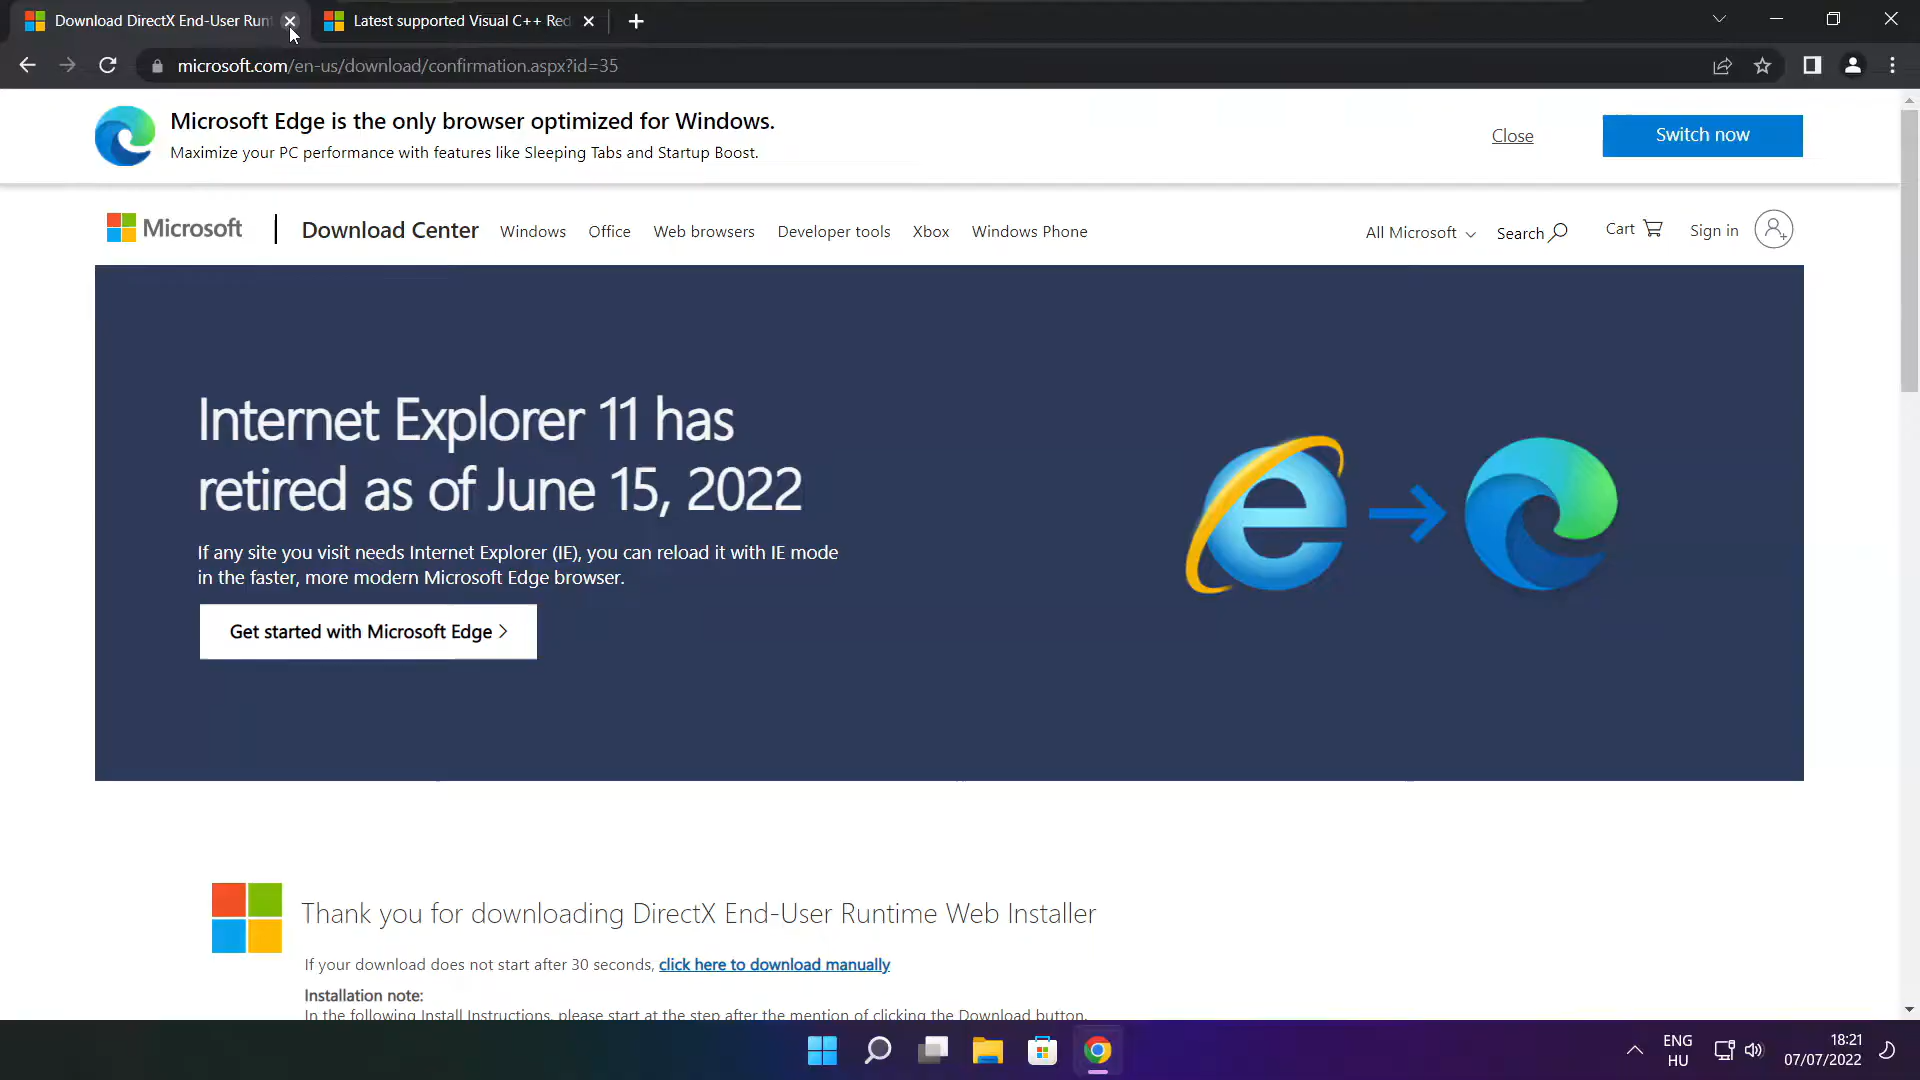 Download DirectX End-User Runt
Latest supported Visual C++ Red
microsoft.com/en-us/download/confirmation.aspx?id=35
Microsoft Edge is the only browser optimized for Windows.
Maximize your PC performance with features like Sleeping Tabs and Startup Boost.
Close
Switch now
Microsoft
Download Center
Windows
Office
Web browsers
Developer tools
Xbox
Windows Phone
All Microsoft
Search
Cart
Sign in
Internet Explorer 11 has
retired as of June 15, 2022
If any site you visit needs Internet Explorer (IE), you can reload it with IE mode
in the faster, more modern Microsoft Edge browser.
Get started with Microsoft Edge >
Thank you for downloading DirectX End-User Runtime Web Installer
If your download does not start after 30 seconds, click here to download manually
Installation note:
In the following Install Instructions, please start at the step after the mention of clicking the Download button.
ENG
HU
18:21
07/07/2022